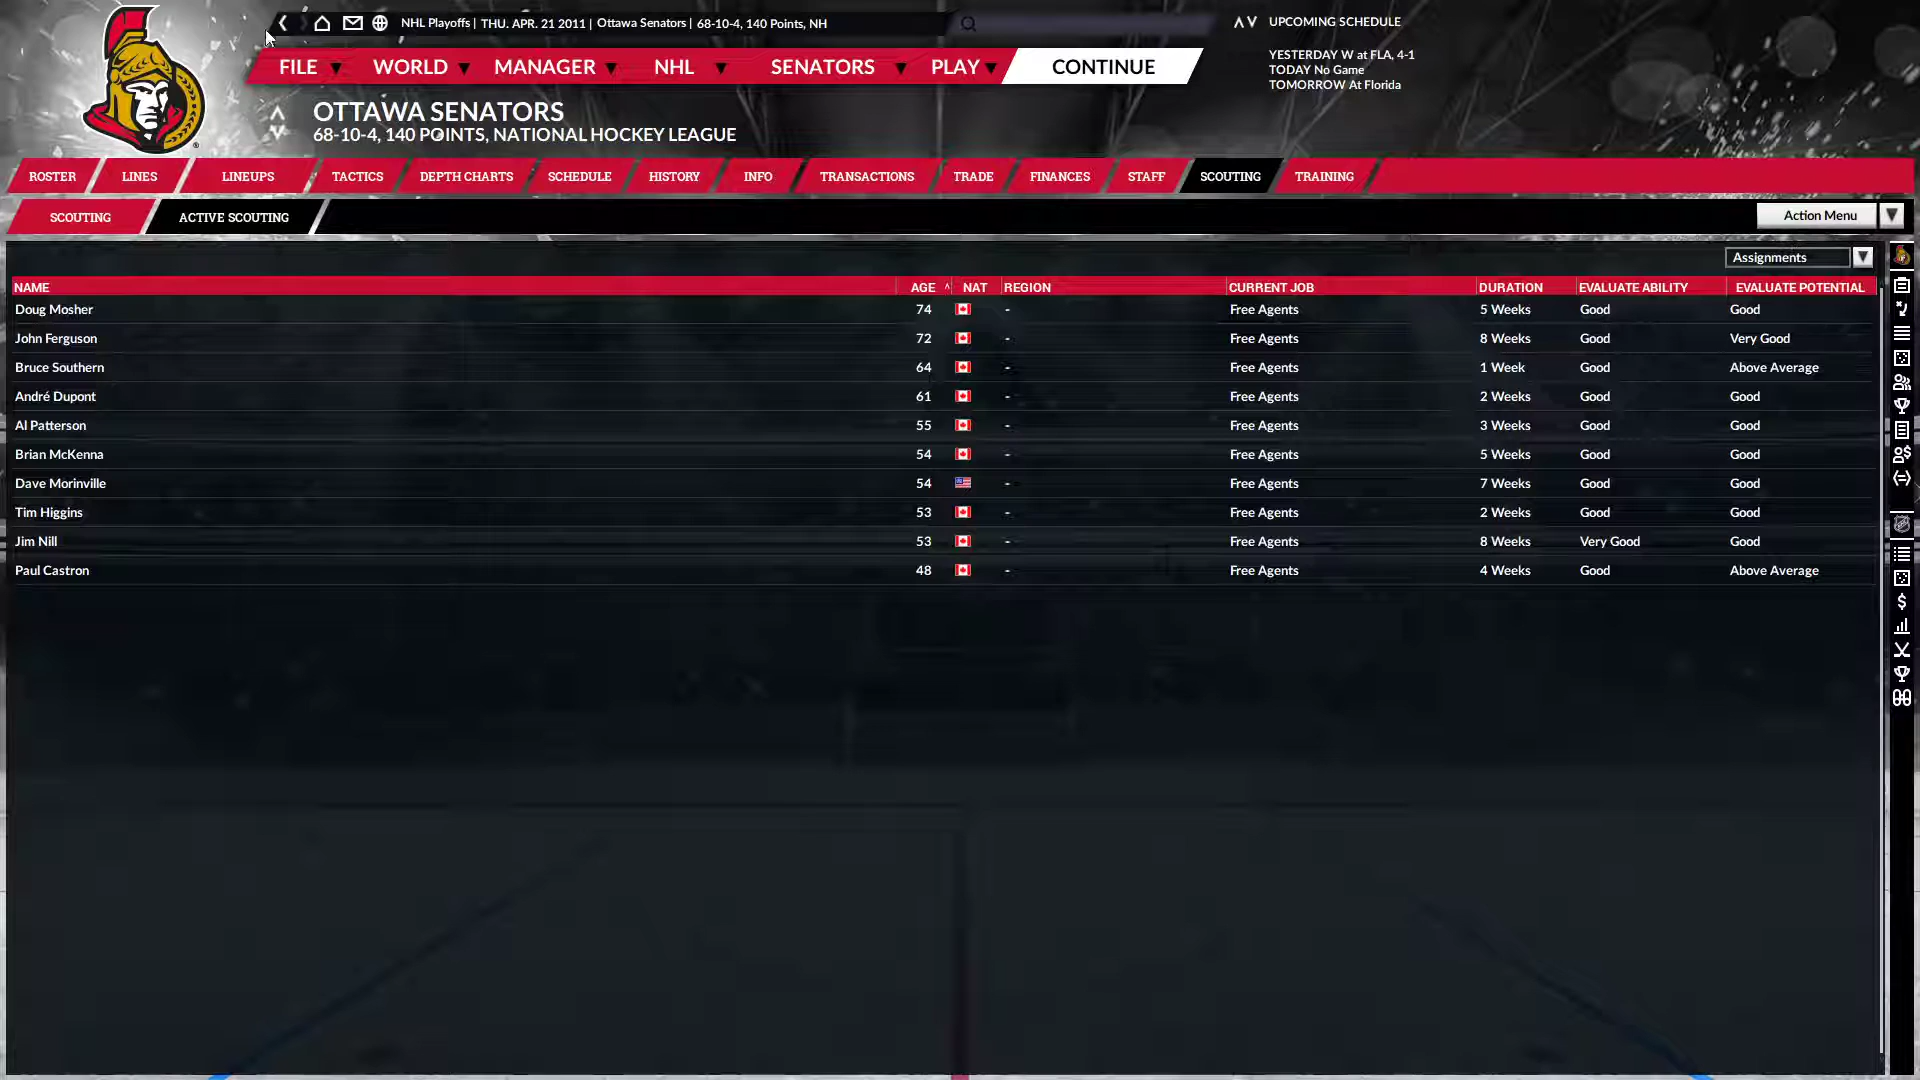 NHL Playoffs | THU. APR. 21 2011 | Ottawa Senators | 68-10-4, 140 Points, NH
UPCOMING SCHEDULE
YESTERDAY W at FLA, 4-1
TODAY No Game
TOMORROW At Florida
FILE WORLD MANAGER NHL SENATORS PLAY CONTINUE
OTTAWA SENATORS
68-10-4, 140 POINTS, NATIONAL HOCKEY LEAGUE
ROSTER LINES LINEUPS TACTICS DEPTH CHARTS SCHEDULE HISTORY INFO TRANSACTIONS TRADE FINANCES STAFF SCOUTING TRAINING
SCOUTING ACTIVE SCOUTING Action Menu
Assignments
NAME AGE NAT REGION CURRENT JOB DURATION EVALUATE ABILITY EVALUATE POTENTIAL
Doug Mosher 74 - Free Agents 5 Weeks Good Good
John Ferguson 72 - Free Agents 8 Weeks Good Very Good
Bruce Southern 64 - Free Agents 1 Week Good Above Average
André Dupont 61 - Free Agents 2 Weeks Good Good
Al Patterson 55 - Free Agents 3 Weeks Good Good
Brian McKenna 54 - Free Agents 5 Weeks Good Good
Dave Morinville 54 - Free Agents 7 Weeks Good Good
Tim Higgins 53 - Free Agents 2 Weeks Good Good
Jim Nill 53 - Free Agents 8 Weeks Very Good Good
Paul Castron 48 - Free Agents 4 Weeks Good Above Average